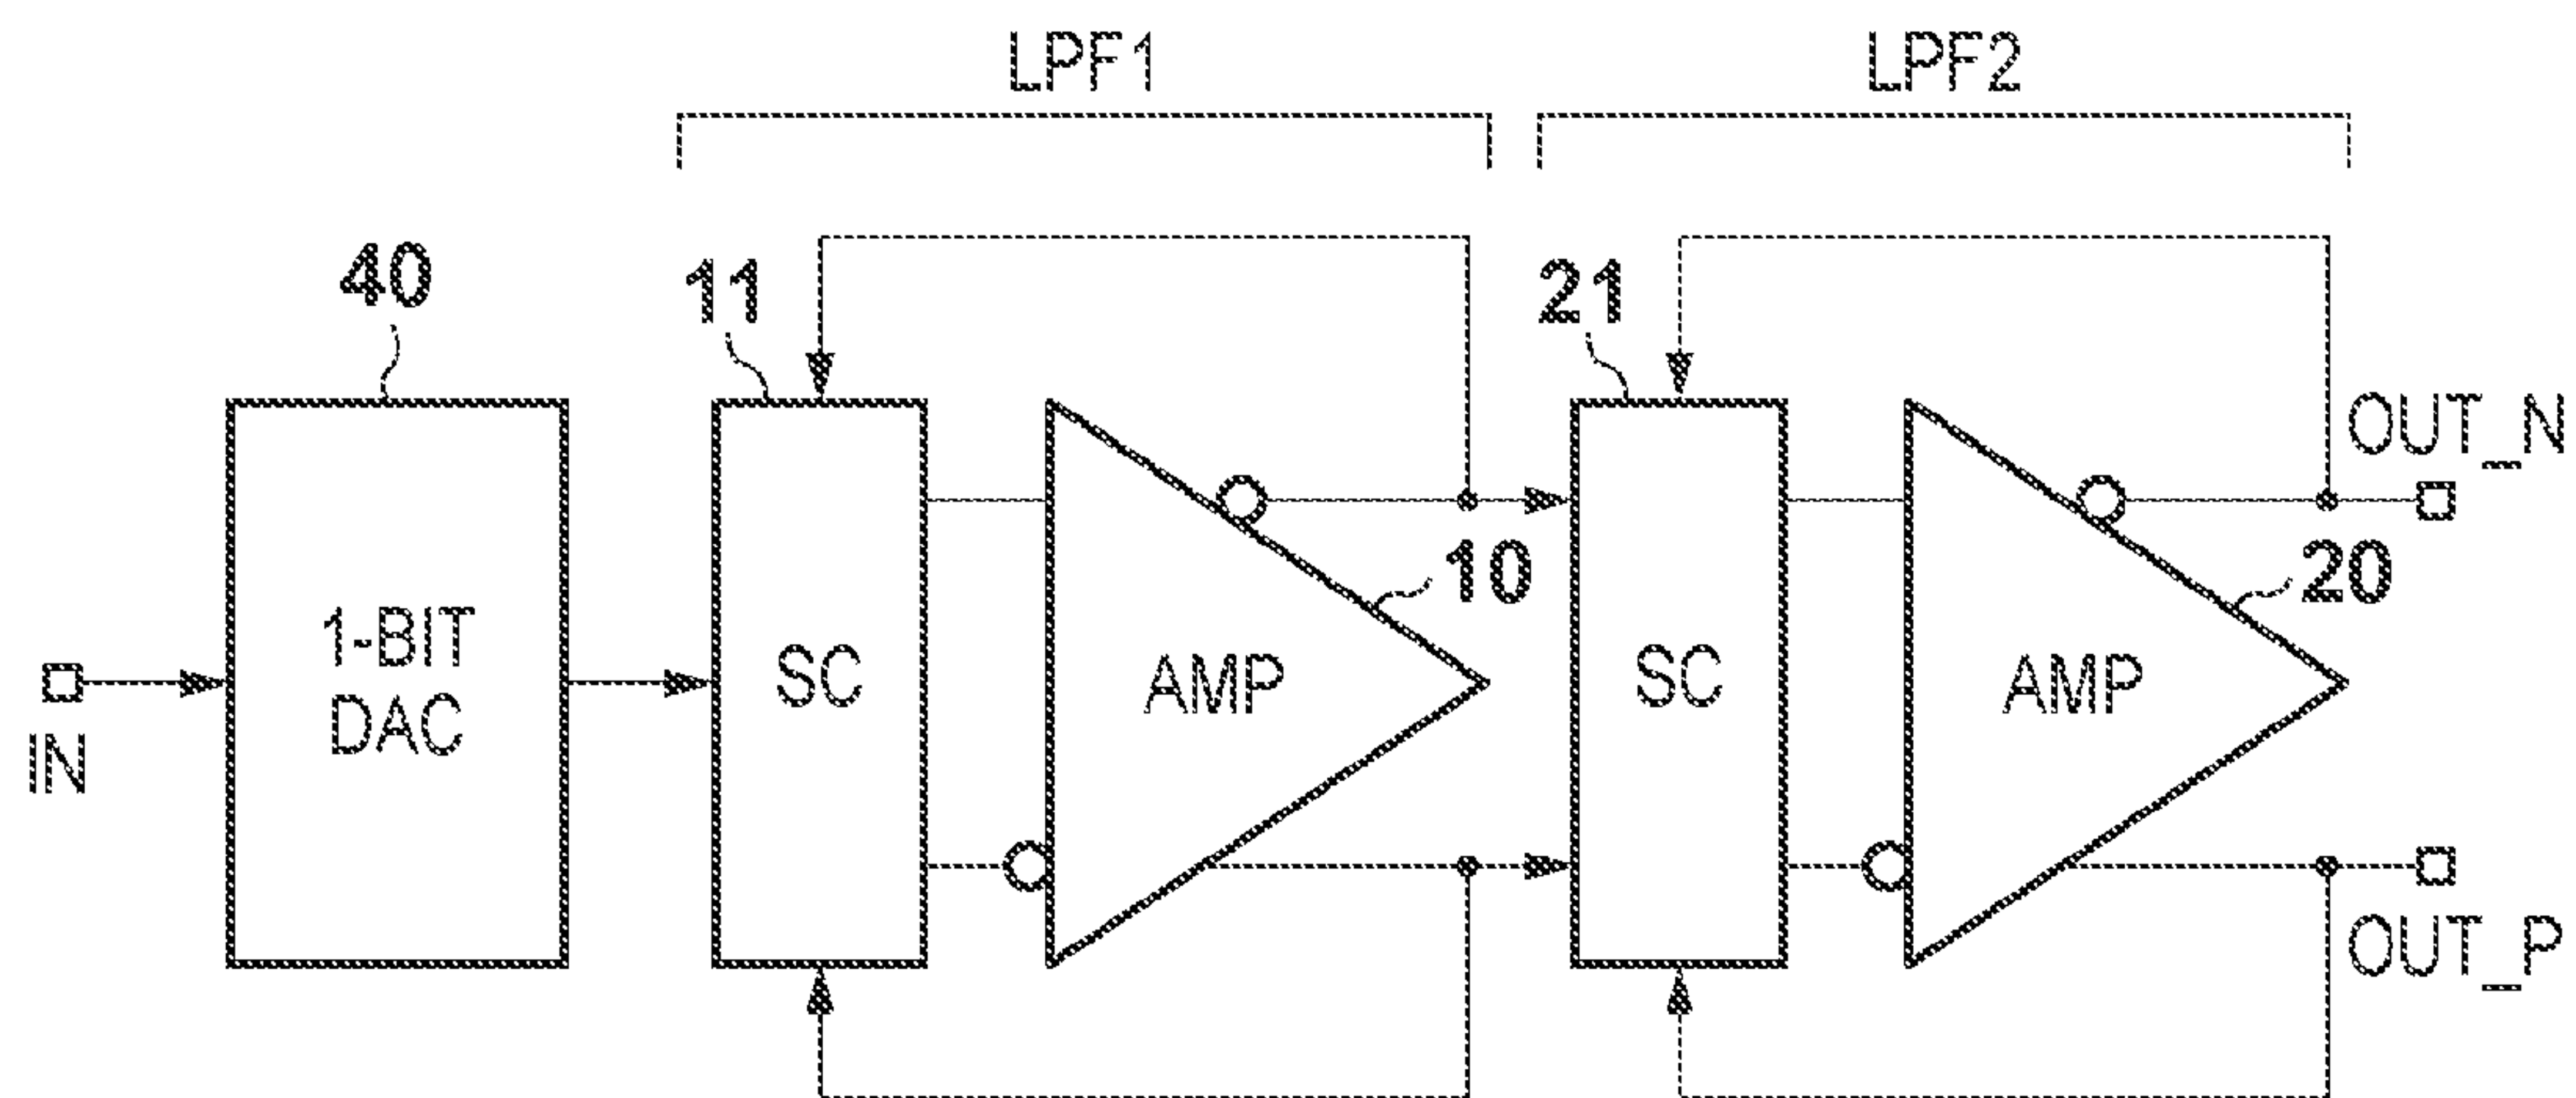 LPF1
LPF2
40
11
21
OUT_N
10
20
1-BIT
DAC
SC
AMP
SC
AMP
IN
OUT_P